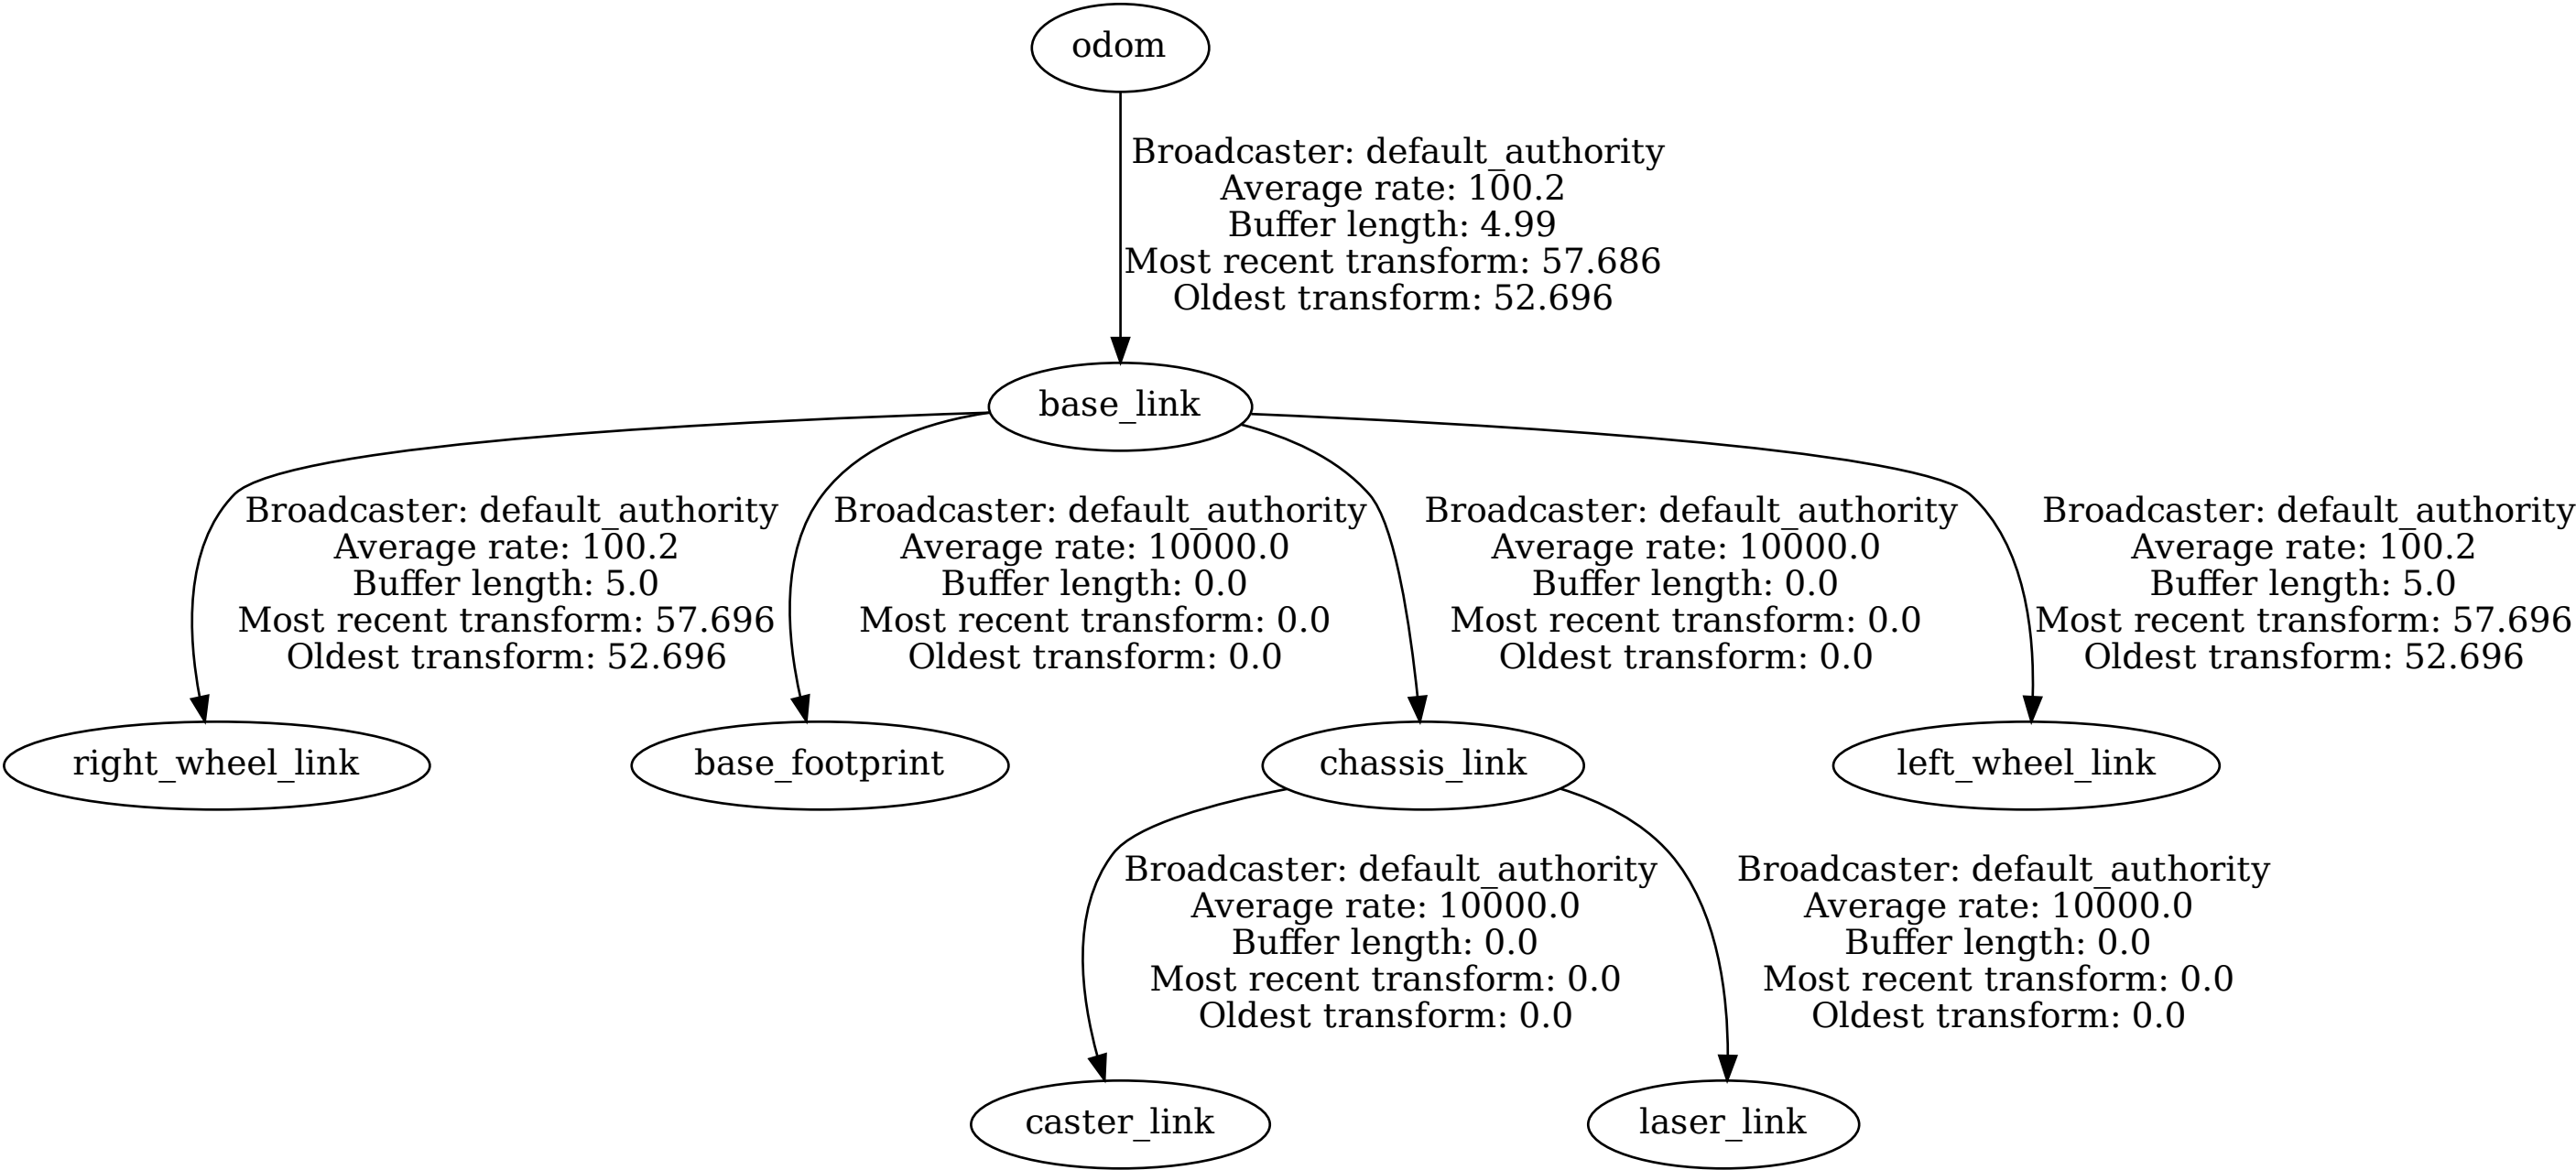 odom
Broadcaster: default_authority
Average rate: 100.2
Buffer length: 4.99
Most recent transform: 57.686
Oldest transform: 52.696
base_link
Broadcaster: default_authority
Average rate: 100.2
Buffer length: 5.0
Most recent transform: 57.696
Oldest transform: 52.696
Broadcaster: default_authority
Average rate: 10000.0
Buffer length: 0.0
Most recent transform: 0.0
Oldest transform: 0.0
Broadcaster: default_authority
Average rate: 10000.0
Buffer length: 0.0
Most recent transform: 0.0
Oldest transform: 0.0
Broadcaster: default_authority
Average rate: 100.2
Buffer length: 5.0
Most recent transform: 57.696
Oldest transform: 52.696
right_wheel_link
base_footprint
chassis_link
left_wheel_link
Broadcaster: default_authority
Average rate: 10000.0
Buffer length: 0.0
Most recent transform: 0.0
Oldest transform: 0.0
Broadcaster: default_authority
Average rate: 10000.0
Buffer length: 0.0
Most recent transform: 0.0
Oldest transform: 0.0
caster_link
laser_link